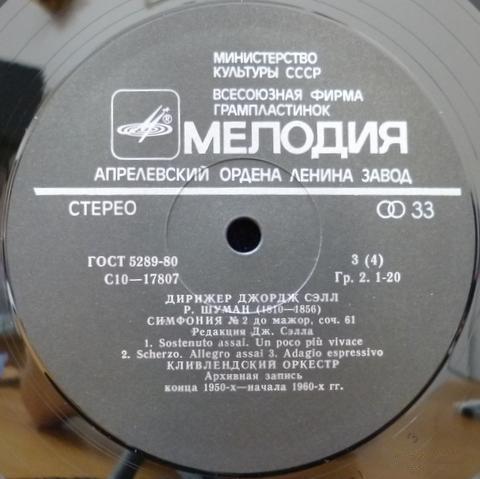 МИНИСТЕРСТВО
КУЛЬТУРЫ СССР
ВСЕСОЮЗНАЯ ФИРМА
ГРАМПЛАСТИНОК
МЕЛОДИЯ
АПРЕЛЕВСКИЙ ОРДЕНА ЛЕНИНА ЗАВОД
СТЕРЕО 33
ГОСТ 5289-80 3 (4)
С10—17807 Гр. 2. 1-20
ДИРИЖЕР ДЖОРДЖ СЭЛЛ
Р. ШУМАН (1810—1856)
СИМФОНИЯ № 2 до мажор, соч. 61
Редакция Дж. Сэлла
1. Sostenuto assai. Un poco più vivace
2. Scherzo. Allegro assai 3. Adagio espressivo
КЛИВЛЕНДСКИЙ ОРКЕСТР
Архивная запись
конца 1950-х—начала 1960-х гг.